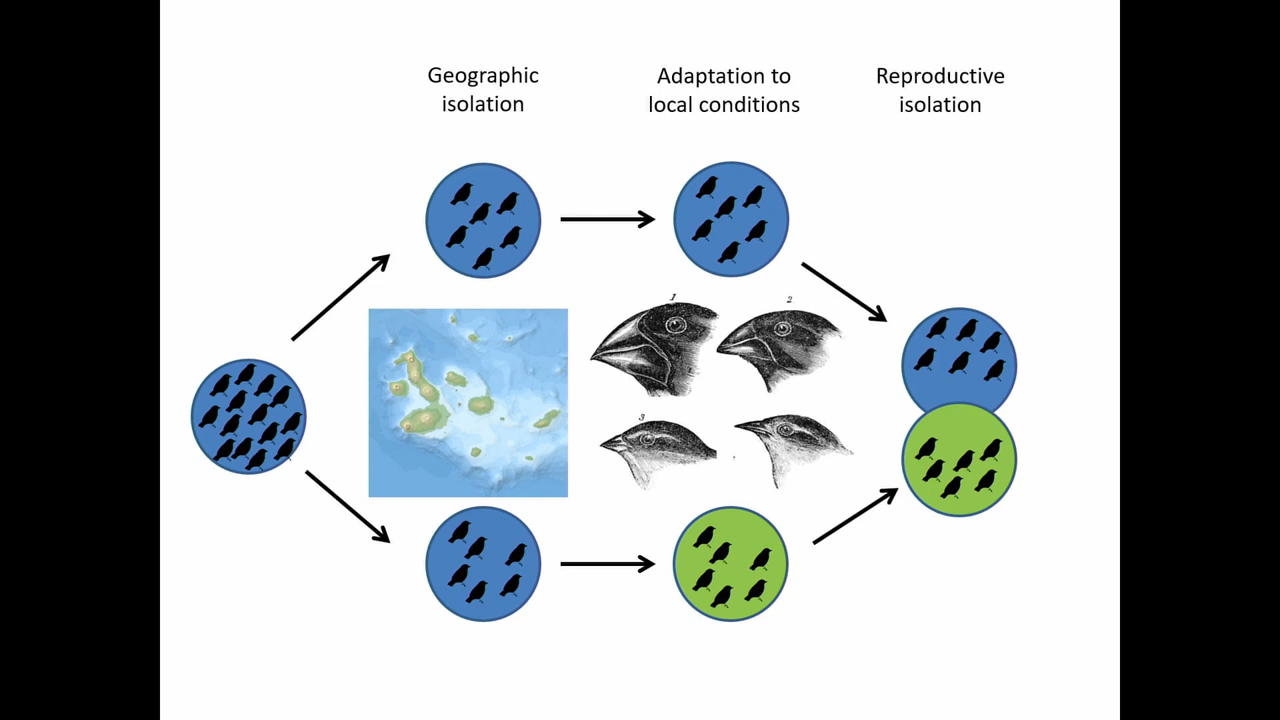 Geographic
isolation
Adaptation to
local conditions
Reproductive
isolation
1
2
3